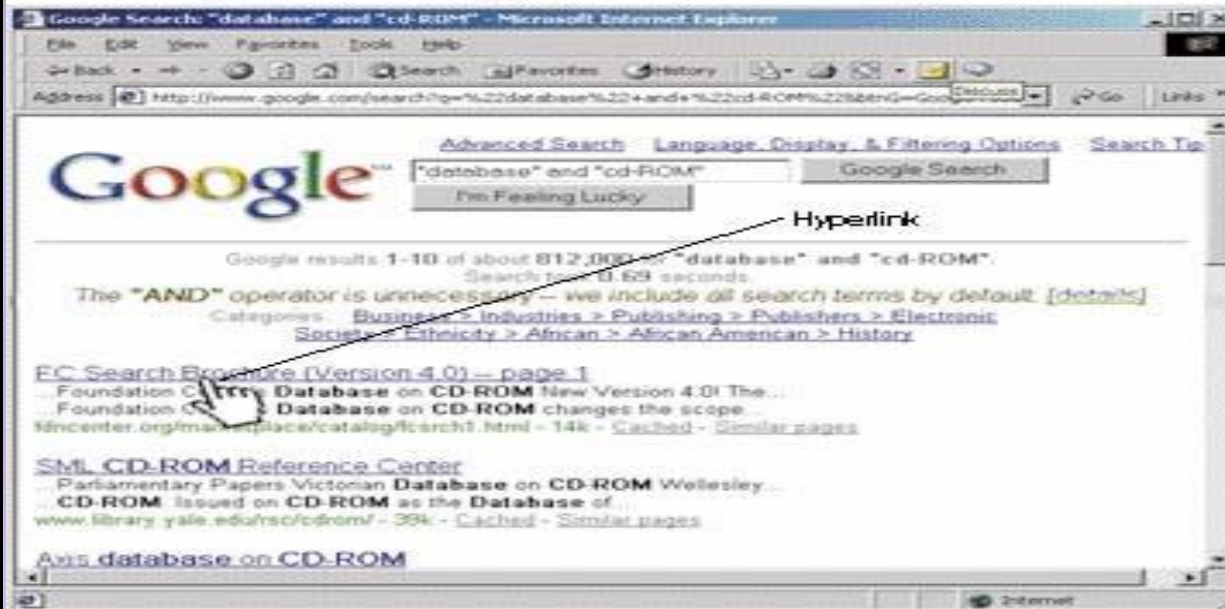 Google Search: "database" and "cd-ROM" - Microsoft Internet Explorer
File Edit View Favorites Tools Help
Back Search Favorites History
Address http://www.google.com/search?q=%22database%22+and+%22cd-ROM%22&btnG=Goog Discuss Go Links
Advanced Search Language, Display, & Filtering Options Search Tip
Google™ "database" and "cd-ROM" Google Search
I'm Feeling Lucky
Hyperlink
Google results 1-10 of about 812,000 "database" and "cd-ROM".
Search took 0.69 seconds.
The "AND" operator is unnecessary -- we include all search terms by default. [details]
Categories: Business > Industries > Publishing > Publishers > Electronic
Society > Ethnicity > African > African American > History
FC Search Brochure (Version 4.0) -- page 1
...Foundation Database on CD-ROM New Version 4.0! The...
...Foundation Database on CD-ROM changes the scope...
fdncenter.org/marketplace/catalog/fcsrch1.html - 14k - Cached - Similar pages
SML CD-ROM Reference Center
...Parliamentary Papers Victorian Database on CD-ROM Wellesley...
...CD-ROM. Issued on CD-ROM as the Database of...
www.library.yale.edu/rsc/cdrom/ - 39k - Cached - Similar pages
Axis database on CD-ROM
Internet